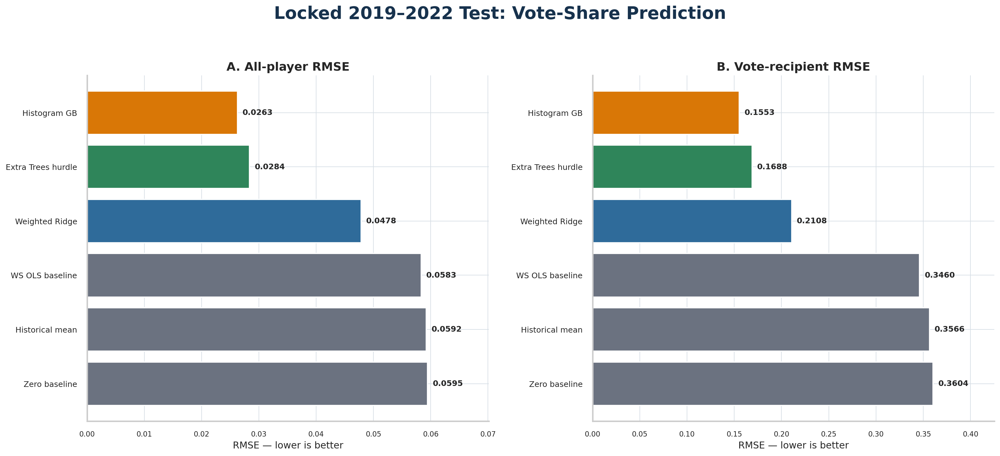 Locked 2019–2022 Test: Vote-Share Prediction
A. All-player RMSE
Histogram GB
0.0263
Extra Trees hurdle
0.0284
Weighted Ridge
0.0478
WS OLS baseline
0.0583
Historical mean
0.0592
Zero baseline
0.0595
0.00 0.01 0.02 0.03 0.04 0.05 0.06 0.07
RMSE — lower is better
B. Vote-recipient RMSE
Histogram GB
0.1553
Extra Trees hurdle
0.1688
Weighted Ridge
0.2108
WS OLS baseline
0.3460
Historical mean
0.3566
Zero baseline
0.3604
0.00 0.05 0.10 0.15 0.20 0.25 0.30 0.35 0.40
RMSE — lower is better